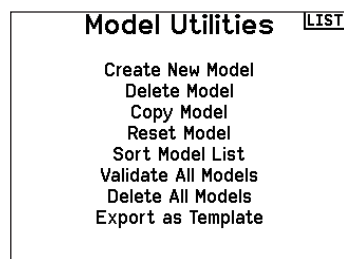 Model Utilities
LIST
Create New Model
Delete Model
Copy Model
Reset Model
Sort Model List
Validate All Models
Delete All Models
Export as Template